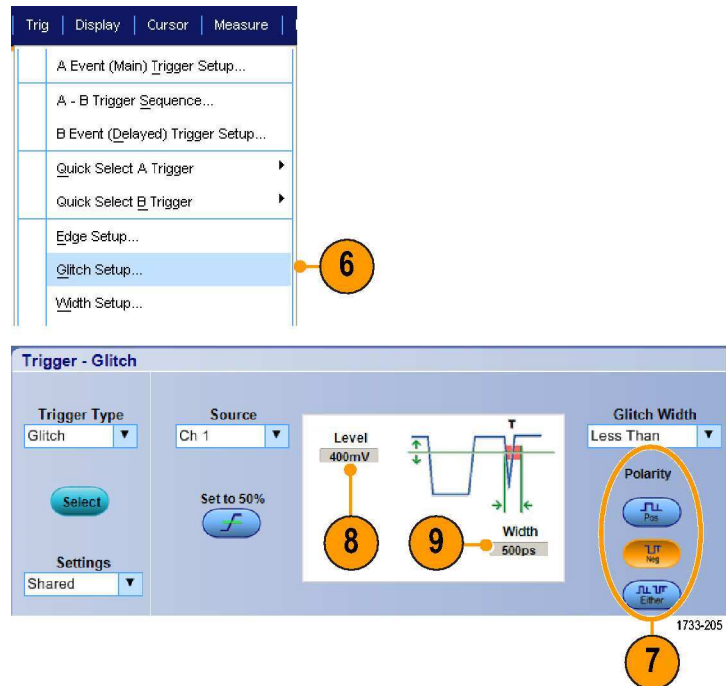 Trig Display Cursor Measure
A Event (Main) Trigger Setup...
A - B Trigger Sequence...
B Event (Delayed) Trigger Setup...
Quick Select A Trigger
Quick Select B Trigger
Edge Setup...
Glitch Setup...
6
Width Setup...
Trigger - Glitch
Trigger Type
Glitch
Select
Settings
Shared
Source
Ch 1
Set to 50%
Level
400mV
8
T
9
Width
500ps
Glitch Width
Less Than
Polarity
Pos
Neg
Either
1733-205
7